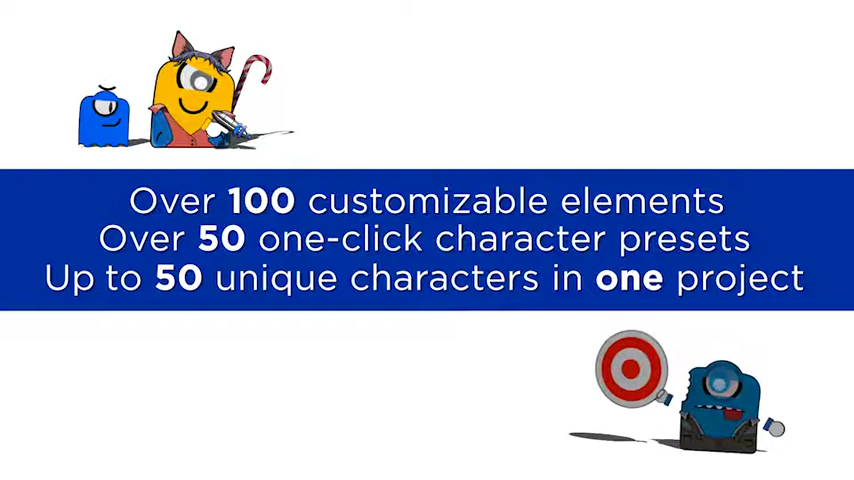 Over 100 customizable elements
Over 50 one-click character presets
Up to 50 unique characters in one project